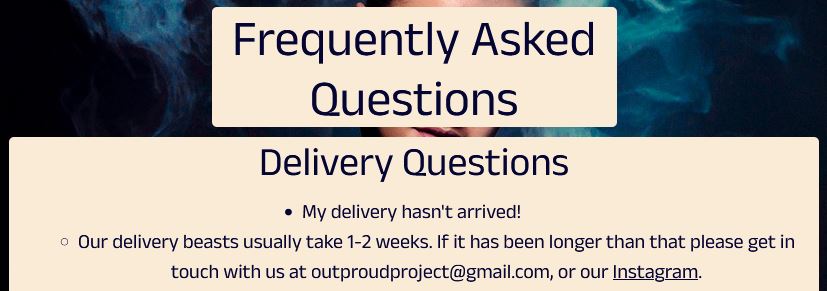 Frequently Asked
Questions
Delivery Questions
• My delivery hasn't arrived!
○ Our delivery beasts usually take 1-2 weeks. If it has been longer than that please get in
touch with us at outproudproject@gmail.com, or our Instagram.